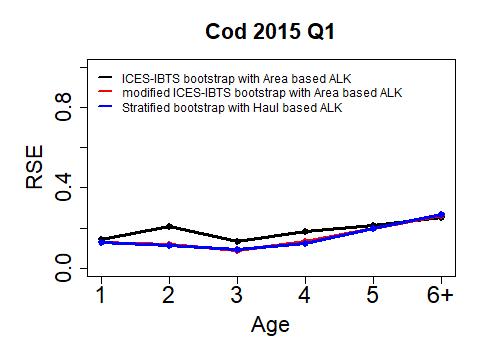 Cod 2015 Q1
ICES-IBTS bootstrap with Area based ALK
modified ICES-IBTS bootstrap with Area based ALK
Stratified bootstrap with Haul based ALK
RSE
0.8
0.4
0.0
1 2 3 4 5 6+
Age